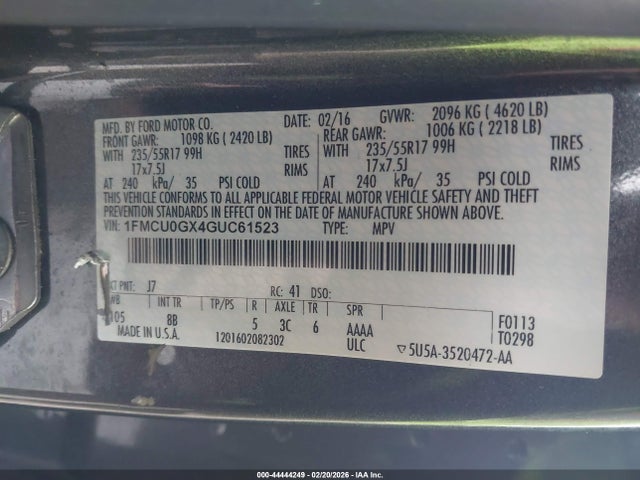 MFD. BY FORD MOTOR CO. DATE: 02/16 GVWR: 2096 KG ( 4620 LB)
FRONT GAWR: 1098 KG ( 2420 LB) REAR GAWR: 1006 KG ( 2218 LB)
WITH 235/55R17 99H TIRES WITH 235/55R17 99H TIRES
17x7.5J RIMS 17x7.5J RIMS
AT 240 kPa/ 35 PSI COLD AT 240 kPa/ 35 PSI COLD
THIS VEHICLE CONFORMS TO ALL APPLICABLE FEDERAL MOTOR VEHICLE SAFETY AND THEFT
PREVENTION STANDARDS IN EFFECT ON THE DATE OF MANUFACTURE SHOWN ABOVE.
VIN: 1FMCU0GX4GUC61523 TYPE: MPV
PNT: J7 RC: 41 DSO:
WB INT TR TP/PS R AXLE TR SPR
105 8B 5 3C 6 AAAA F0113
MADE IN U.S.A. 1201602082302 ULC T0298
5U5A-3520472-AA
000-44444249 - 02/20/2026 - IAA Inc.